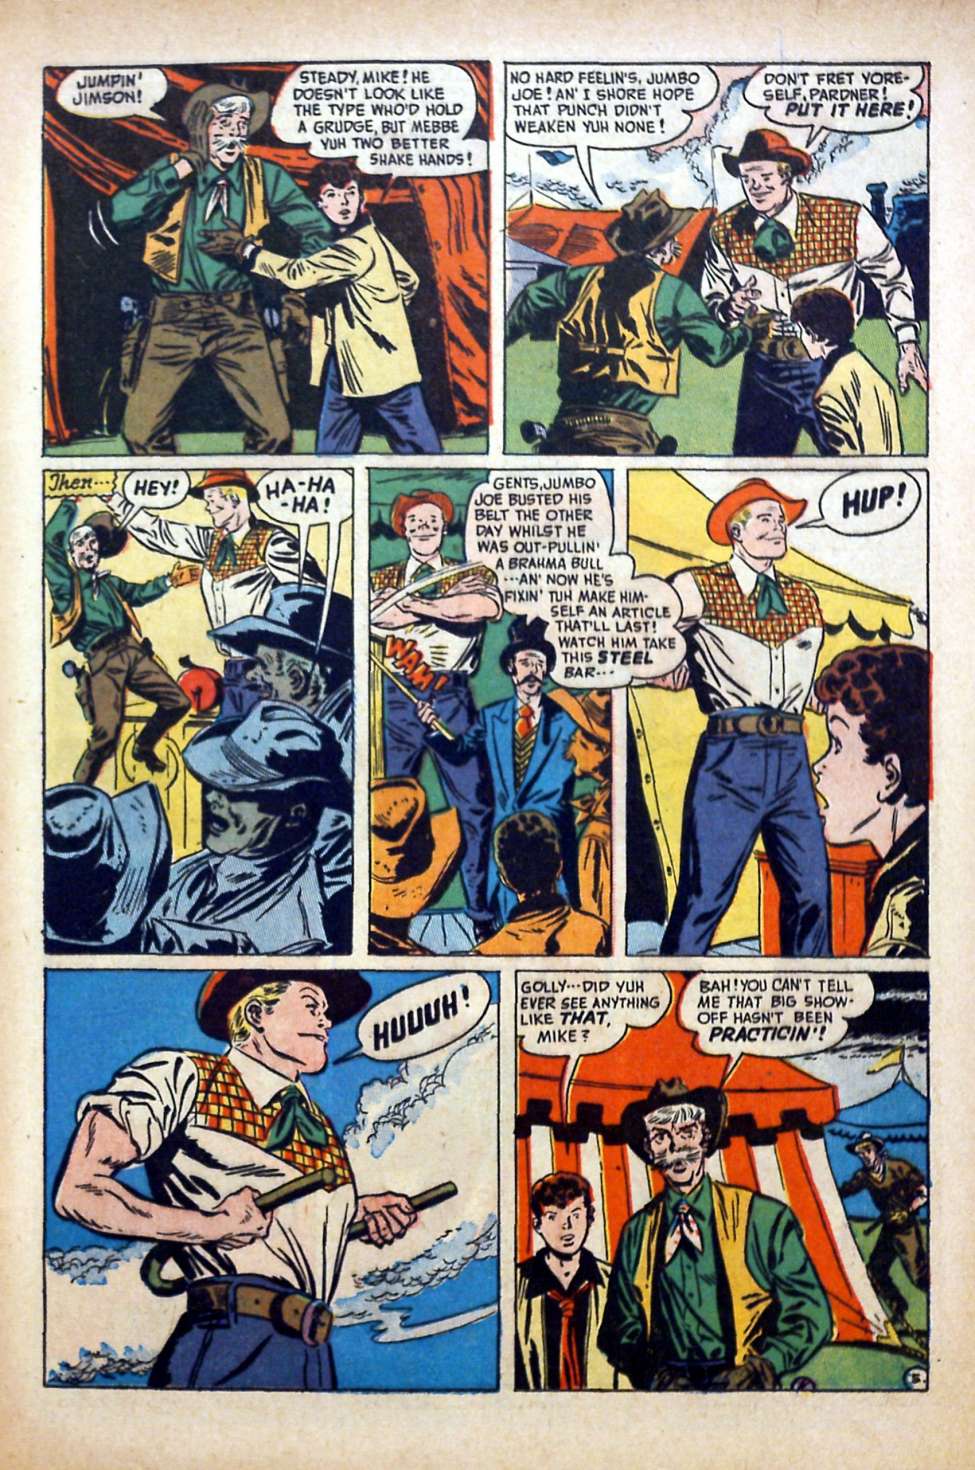 JUMPIN'
JIMSON!
STEADY, MIKE! HE
DOESN'T LOOK LIKE
THE TYPE WHO'D HOLD
A GRUDGE, BUT MEBBE
YUH TWO BETTER
SHAKE HANDS!
NO HARD FEELIN'S, JUMBO
JOE! AN' I SHORE HOPE
THAT PUNCH DIDN'T
WEAKEN YUH NONE!
DON'T FRET YORE-
SELF, PARDNER!
PUT IT HERE!
Then...
HEY!
HA-HA
-HA!
GENTS, JUMBO
JOE BUSTED HIS
BELT THE OTHER
DAY WHILST HE
WAS OUT-PULLIN'
A BRAHMA BULL
...AN' NOW HE'S
FIXIN' TUH MAKE HIM-
SELF AN ARTICLE
THAT'LL LAST!
WATCH HIM TAKE
THIS STEEL
BAR...
WAM!
HUP!
HUUUH!
GOLLY...DID YUH
EVER SEE ANYTHING
LIKE THAT,
MIKE?
BAH! YOU CAN'T TELL
ME THAT BIG SHOW-
OFF HASN'T BEEN
PRACTICIN'!
5.